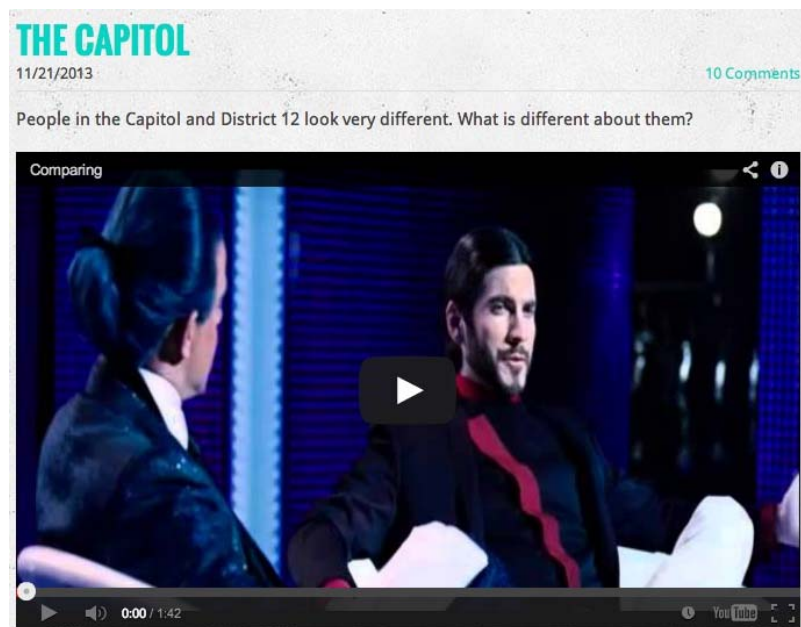 THE CAPITOL
11/21/2013
10 Comments
People in the Capitol and District 12 look very different. What is different about them?
Comparing
0:00 / 1:42
YouTube